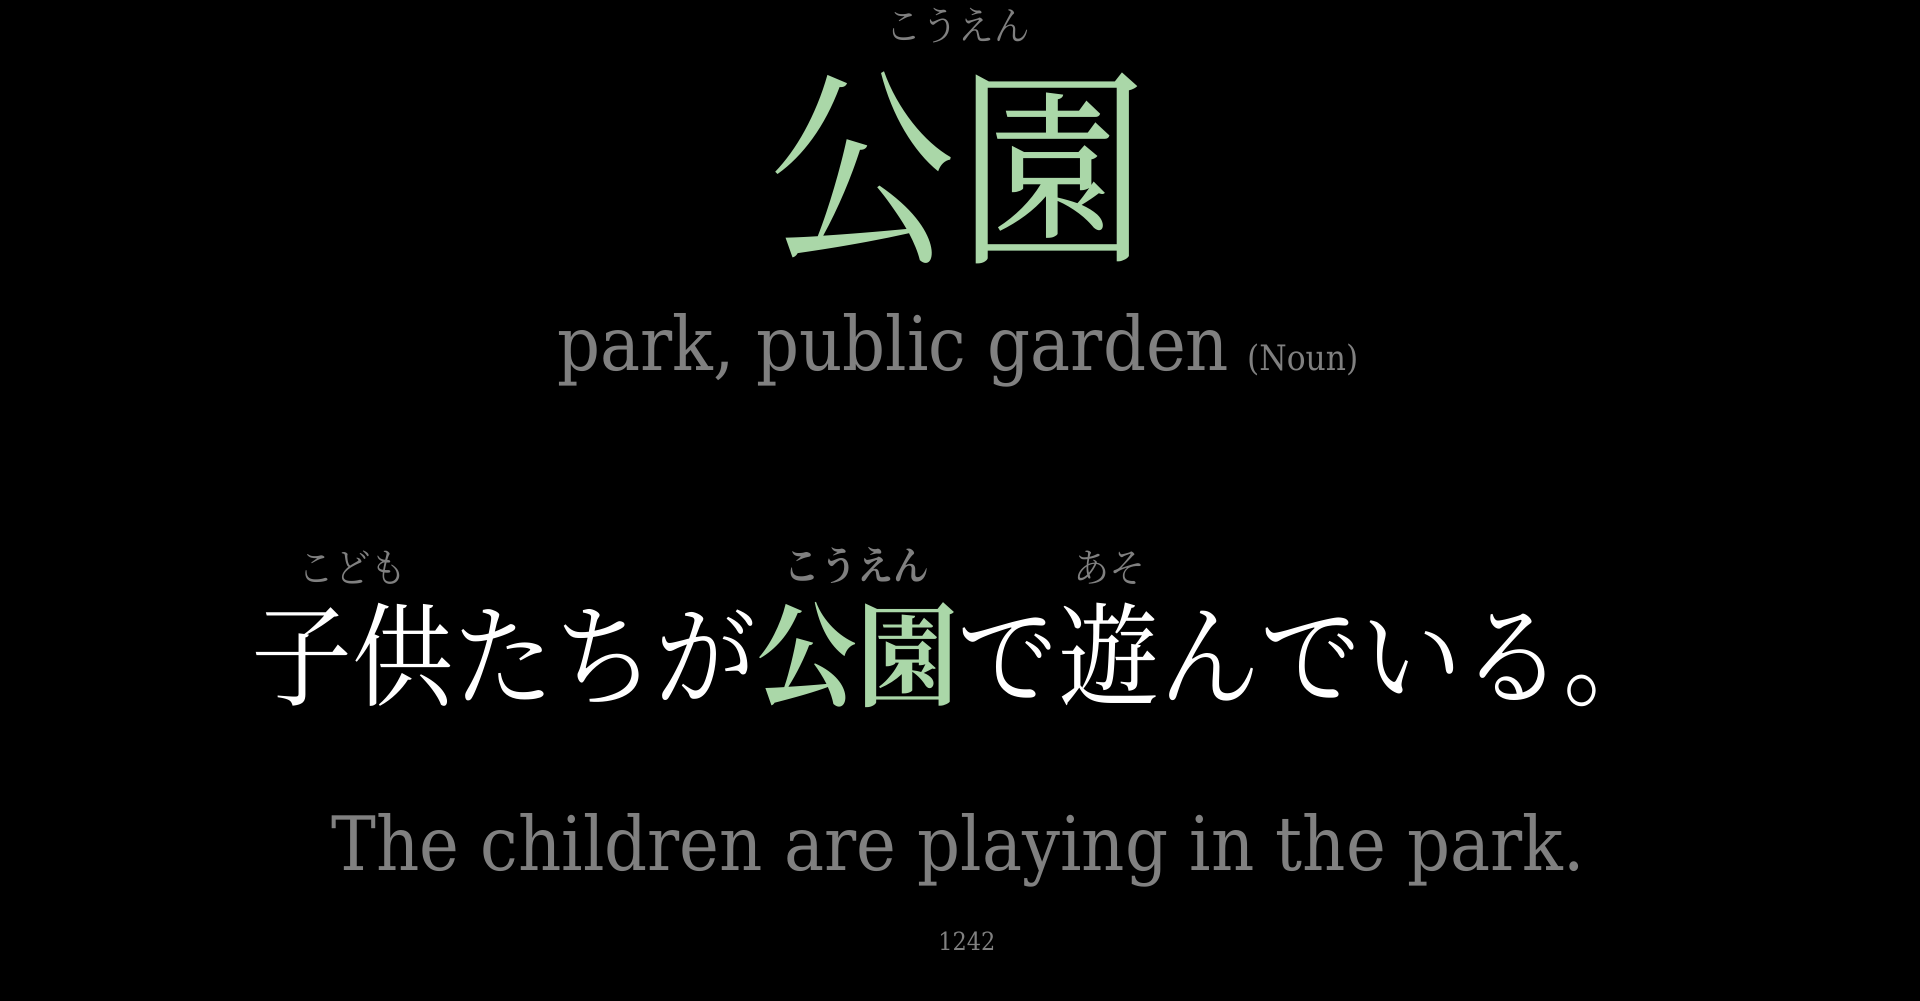 こうえん
公園
park, public garden (Noun)
こども こうえん あそ
子供たちが公園で遊んでいる。
The children are playing in the park.
1242